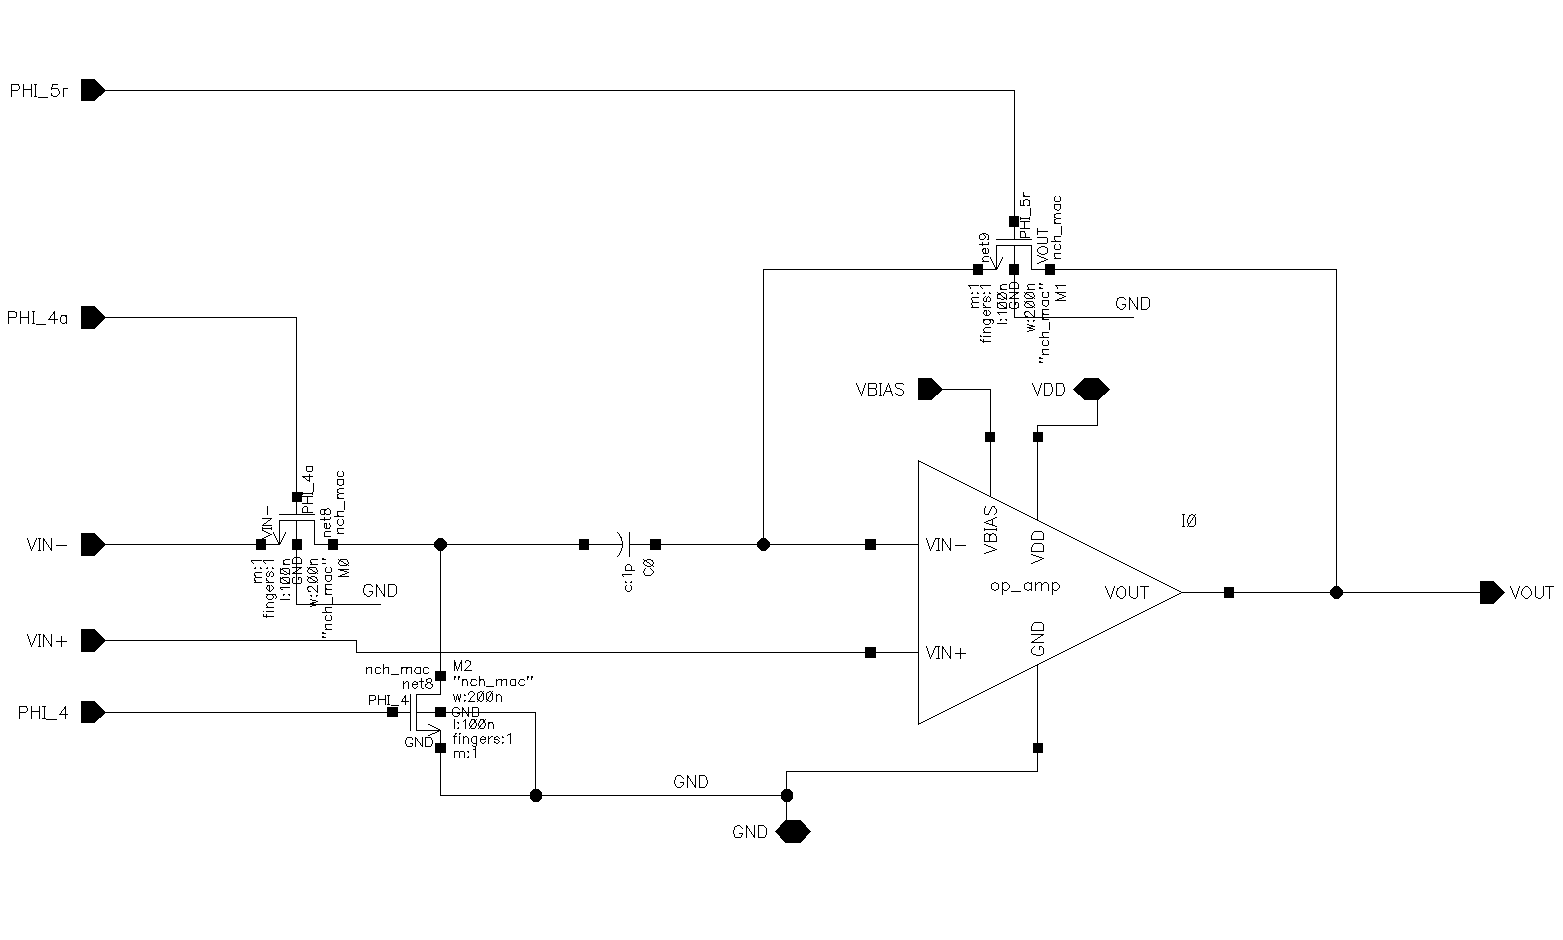 PHI_5r
PHI_5r
nch_mac
net9
VOUT
m:1
fingers:1
l:100n
GND
w:200n
"nch_mac"
M1
GND
PHI_4a
VBIAS
VDD
PHI_4a
nch_mac
VIN-
net8
VIN-
m:1
fingers:1
l:100n
GND
w:200n
"nch_mac"
M0
GND
c:1p
C0
VIN-
VBIAS
VDD
I0
op_amp
VOUT
VOUT
GND
VIN+
VIN+
nch_mac
net8
PHI_4
M2
"nch_mac"
w:200n
GND
l:100n
fingers:1
m:1
PHI_4
GND
GND
GND